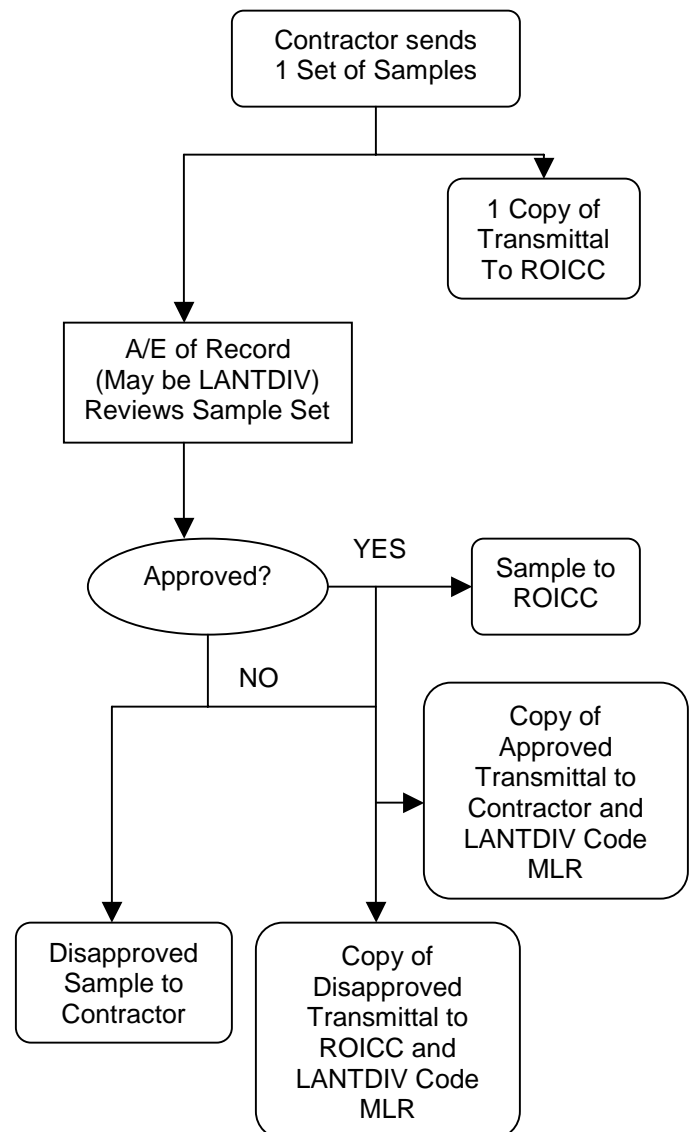 Contractor sends
1 Set of Samples
1 Copy of
Transmittal
To ROICC
A/E of Record
(May be LANTDIV)
Reviews Sample Set
Approved?
YES
Sample to
ROICC
NO
Copy of
Approved
Transmittal to
Contractor and
LANTDIV Code
MLR
Disapproved
Sample to
Contractor
Copy of
Disapproved
Transmittal to
ROICC and
LANTDIV Code
MLR